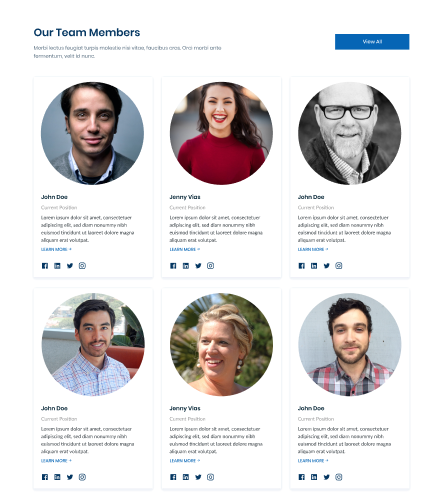 Our Team Members
Morbi lectus feugiat turpis molestie nisi vitae, faucibus cras. Orci morbi ante
fermentum, velit id nunc.
View All
John Doe
Current Position
Lorem ipsum dolor sit amet, consectetuer
adipiscing elit, sed diam nonummy nibh
euismod tincidunt ut laoreet dolore magna
aliquam erat volutpat.
LEARN MORE
Jenny Vias
Current Position
Lorem ipsum dolor sit amet, consectetuer
adipiscing elit, sed diam nonummy nibh
euismod tincidunt ut laoreet dolore magna
aliquam erat volutpat.
LEARN MORE
John Doe
Current Position
Lorem ipsum dolor sit amet, consectetuer
adipiscing elit, sed diam nonummy nibh
euismod tincidunt ut laoreet dolore magna
aliquam erat volutpat.
LEARN MORE
John Doe
Current Position
Lorem ipsum dolor sit amet, consectetuer
adipiscing elit, sed diam nonummy nibh
euismod tincidunt ut laoreet dolore magna
aliquam erat volutpat.
LEARN MORE
Jenny Vias
Current Position
Lorem ipsum dolor sit amet, consectetuer
adipiscing elit, sed diam nonummy nibh
euismod tincidunt ut laoreet dolore magna
aliquam erat volutpat.
LEARN MORE
John Doe
Current Position
Lorem ipsum dolor sit amet, consectetuer
adipiscing elit, sed diam nonummy nibh
euismod tincidunt ut laoreet dolore magna
aliquam erat volutpat.
LEARN MORE